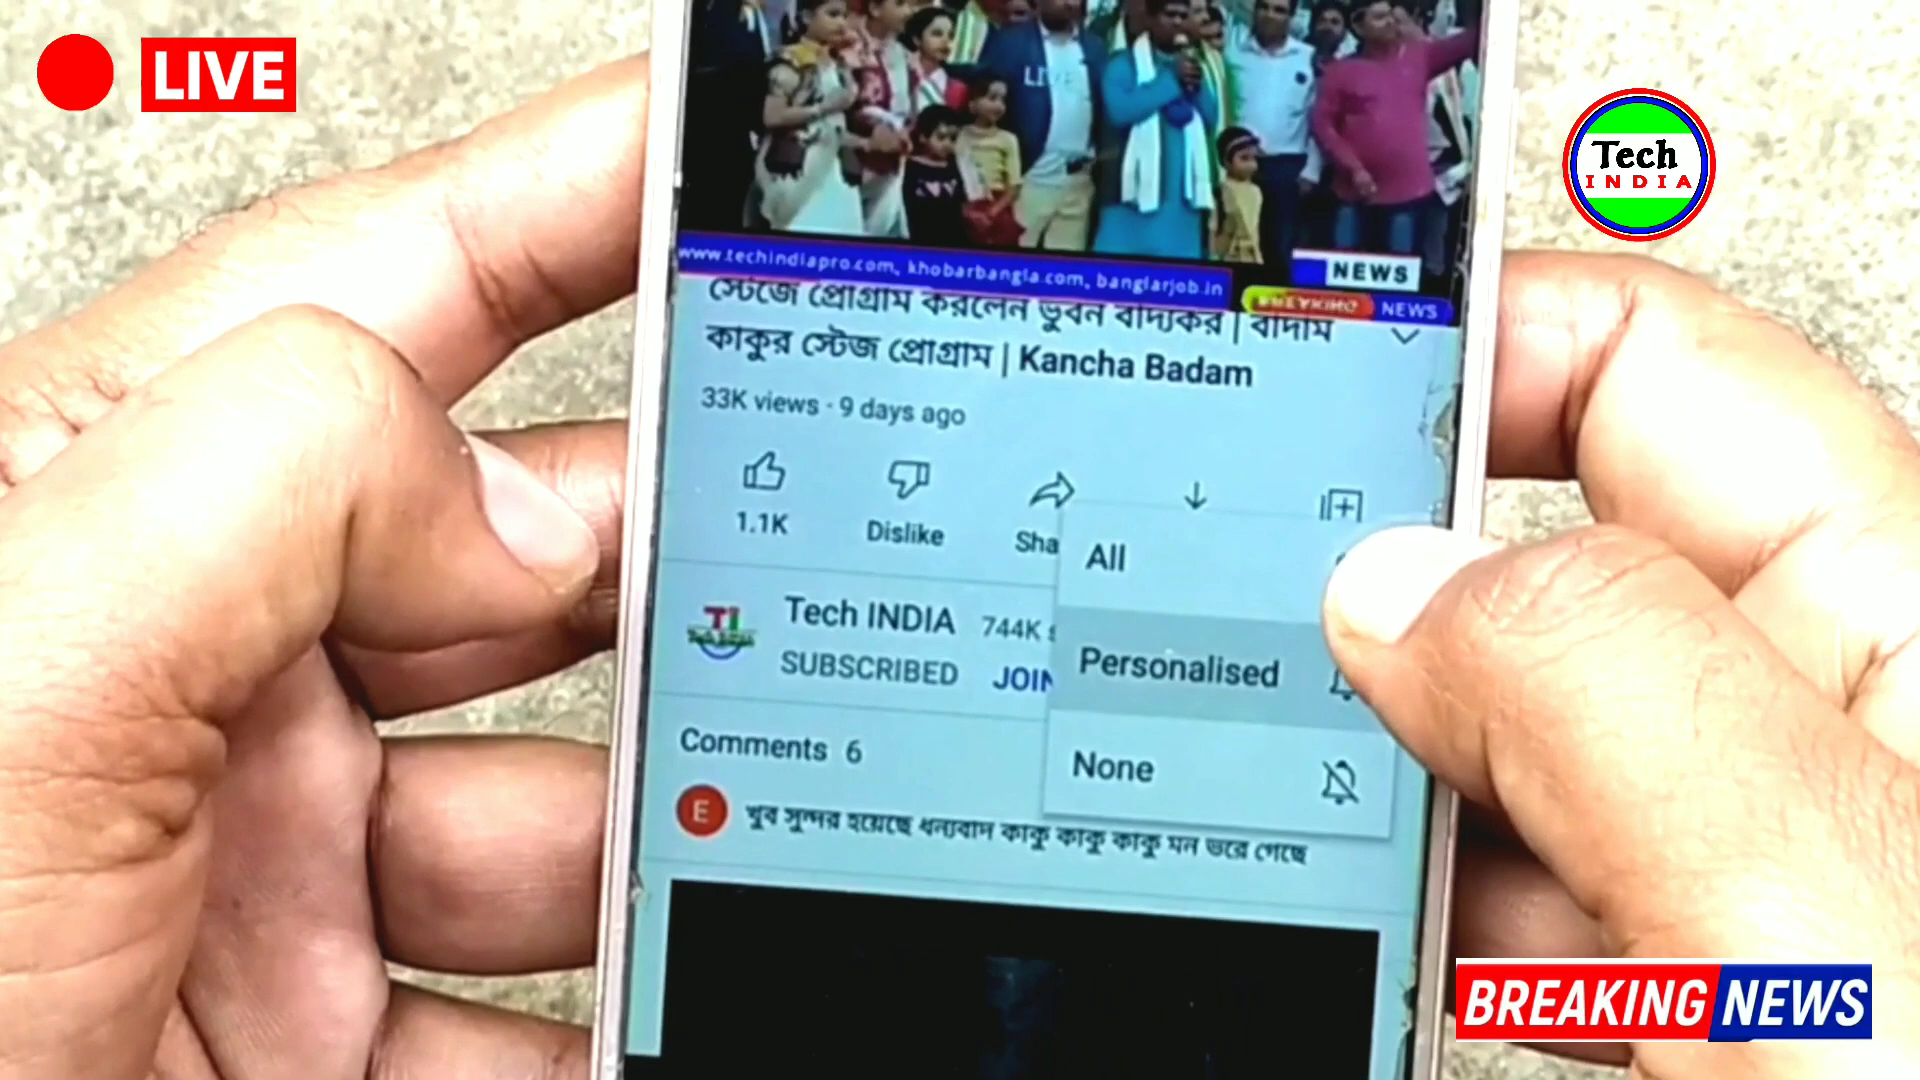 LIVE
Tech
INDIA
LIVE
www.techindiapro.com, khobarbangla.com, banglarjob.in
NEWS
BREAKING NEWS
স্টেজে প্রোগ্রাম করলেন ভুবন বাদ্যকর | বাদাম
কাকুর স্টেজ প্রোগ্রাম | Kancha Badam
33K views · 9 days ago
1.1K
Dislike
Sha
All
Tech INDIA 744K
SUBSCRIBED JOIN
Personalised
None
Comments 6
E
খুব সুন্দর হয়েছে ধন্যবাদ কাকু কাকু কাকু মন ভরে গেছে
BREAKING NEWS